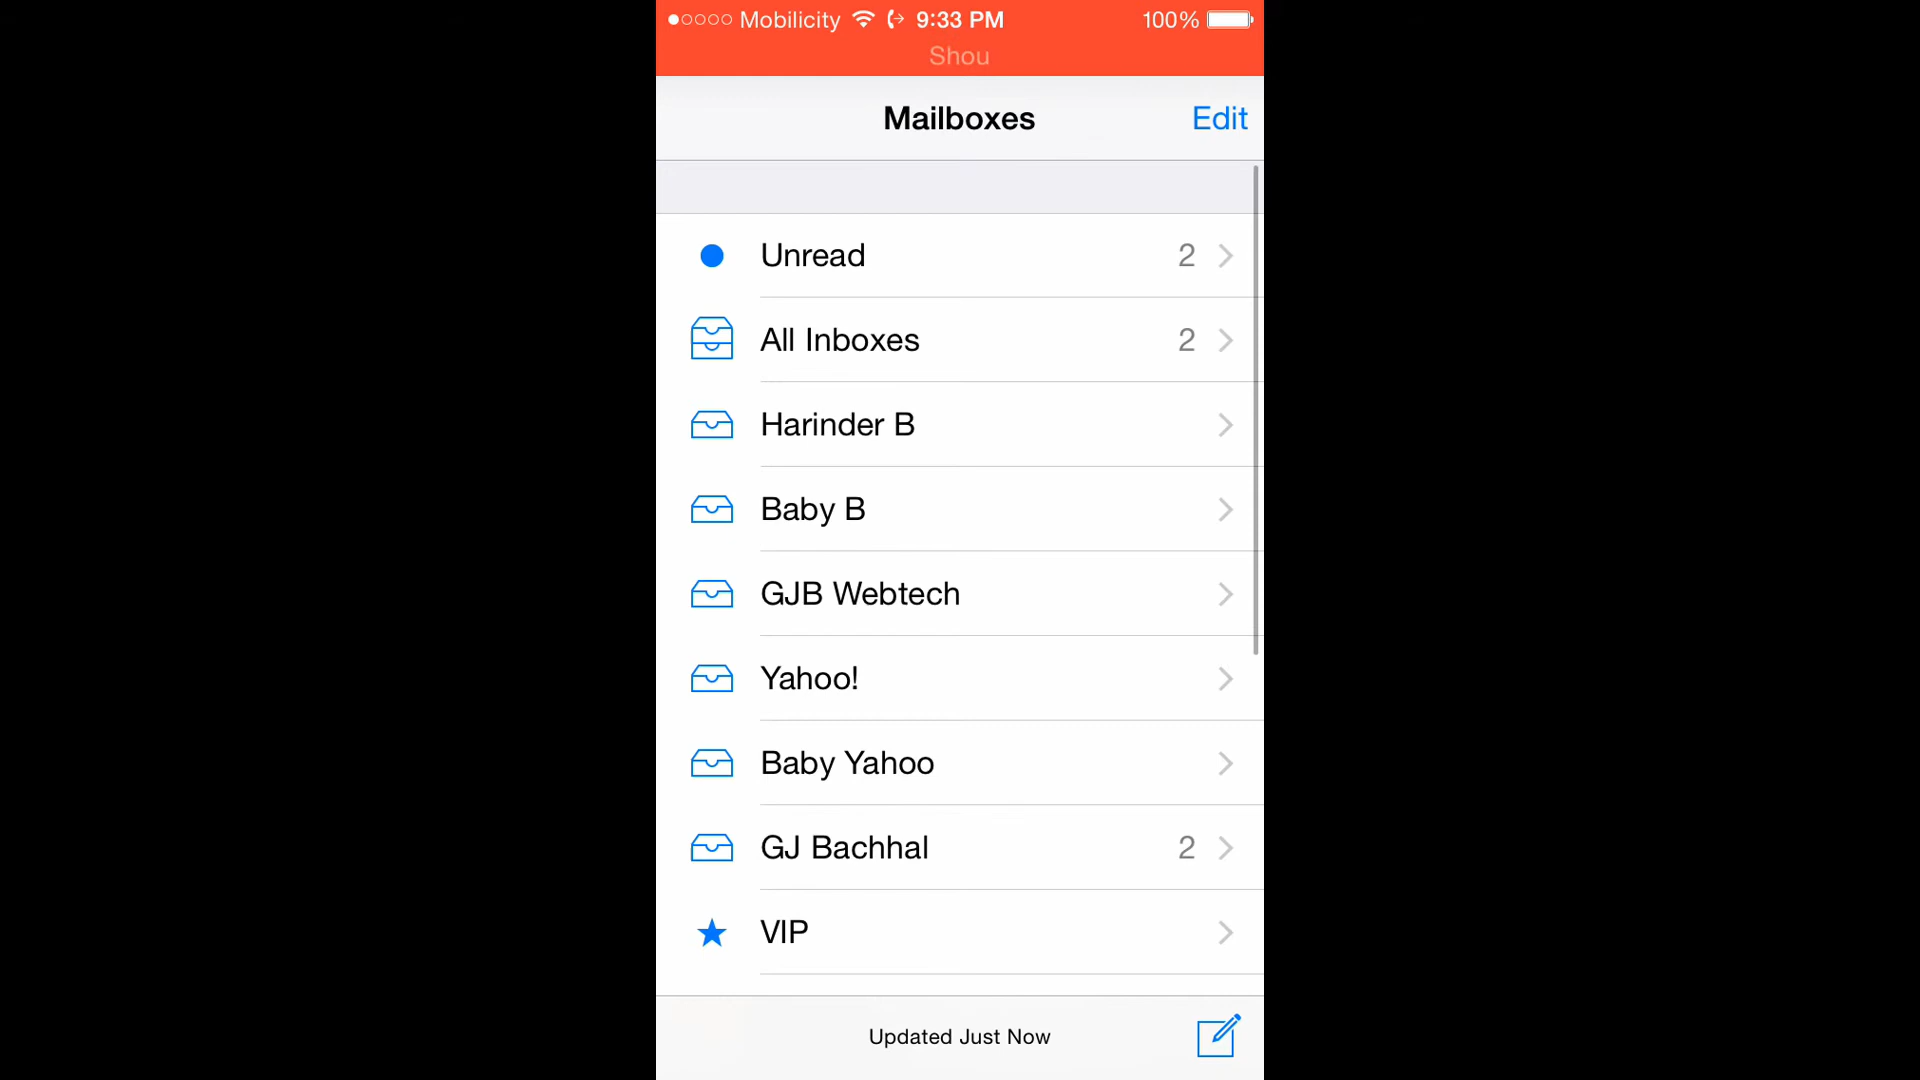 Mobilicity 9:33 PM 100%
Shou
Mailboxes Edit
Unread 2
All Inboxes 2
Harinder B
Baby B
GJB Webtech
Yahoo!
Baby Yahoo
GJ Bachhal 2
VIP
Updated Just Now